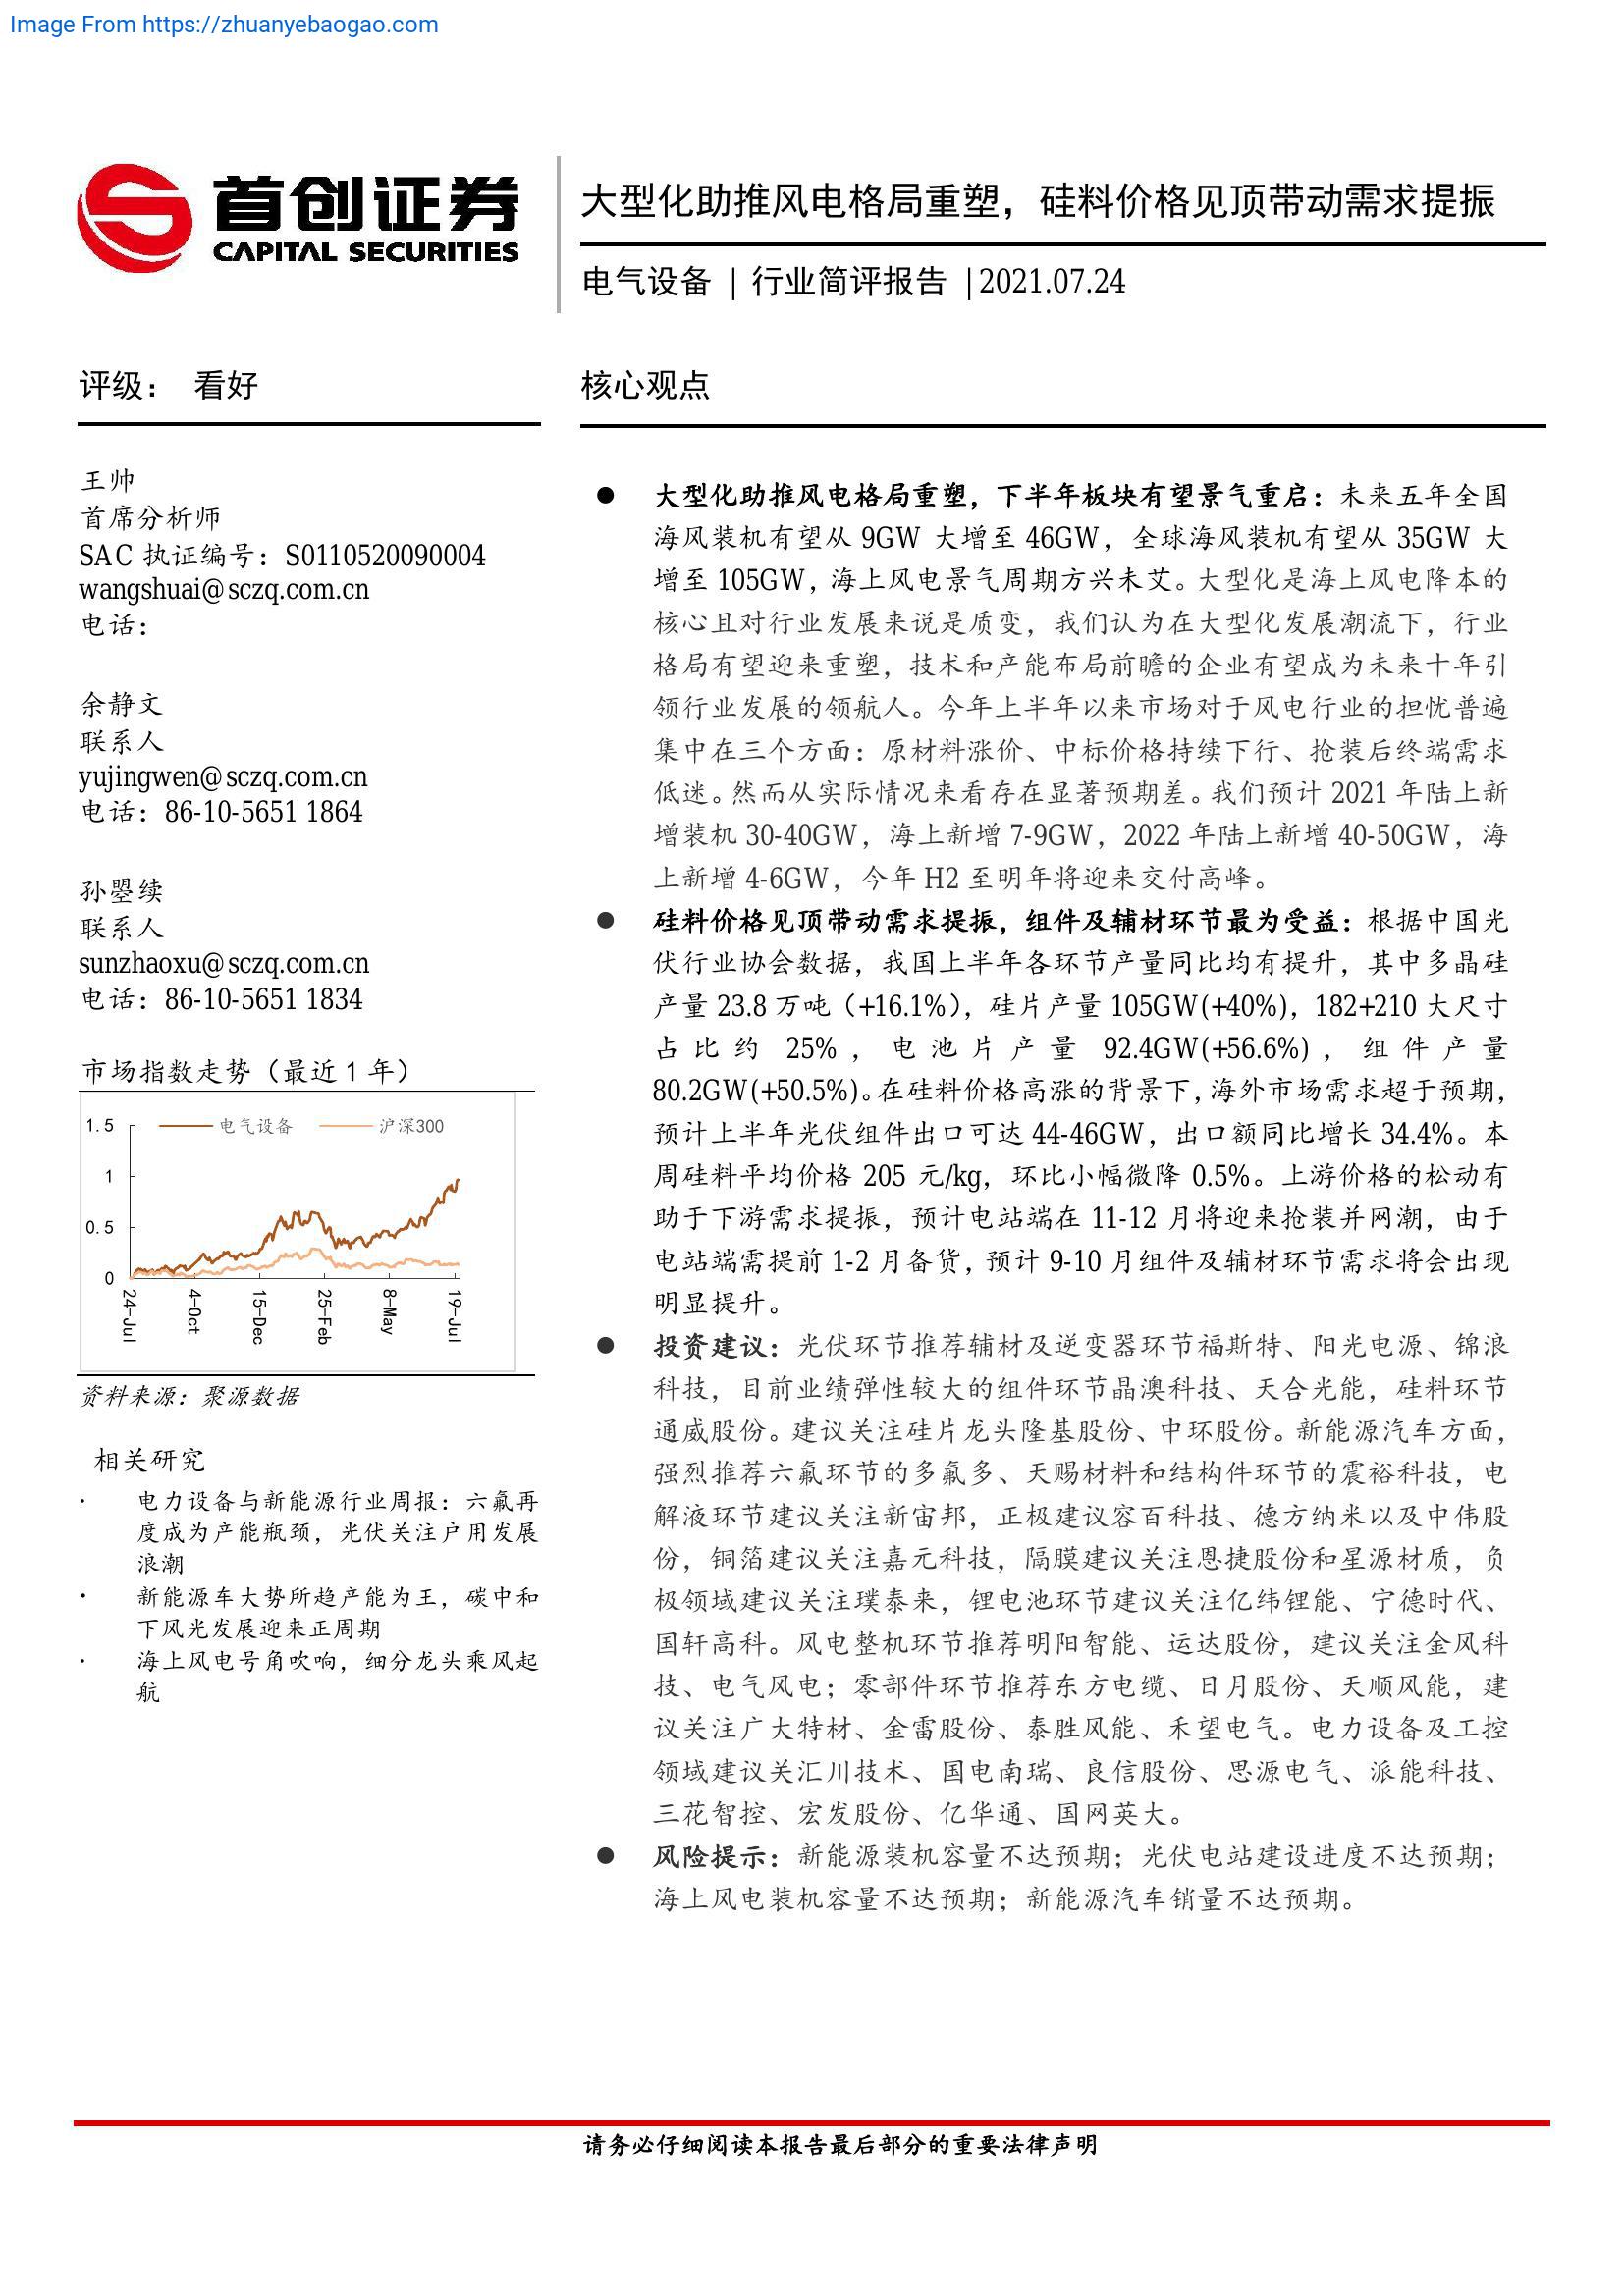 Image From https://zhuanyebaogao.com
首创证券
CAPITAL SECURITIES
大型化助推风电格局重塑，硅料价格见顶带动需求提振
电气设备 | 行业简评报告 | 2021.07.24
评级： 看好
王帅
首席分析师
SAC 执证编号：S0110520090004
wangshuai@sczq.com.cn
电话：
余静文
联系人
yujingwen@sczq.com.cn
电话：86-10-5651 1864
孙曌续
联系人
sunzhaoxu@sczq.com.cn
电话：86-10-5651 1834
市场指数走势（最近 1 年）
电气设备 沪深300
1.5
1
0.5
0
24-Jul 4-Oct 15-Dec 25-Feb 8-May 19-Jul
资料来源：聚源数据
相关研究
· 电力设备与新能源行业周报：六氟再
度成为产能瓶颈，光伏关注户用发展
浪潮
· 新能源车大势所趋产能为王，碳中和
下风光发展迎来正周期
· 海上风电号角吹响，细分龙头乘风起
航
核心观点
● 大型化助推风电格局重塑，下半年板块有望景气重启：未来五年全国
海风装机有望从 9GW 大增至 46GW，全球海风装机有望从 35GW 大
增至 105GW，海上风电景气周期方兴未艾。大型化是海上风电降本的
核心且对行业发展来说是质变，我们认为在大型化发展潮流下，行业
格局有望迎来重塑，技术和产能布局前瞻的企业有望成为未来十年引
领行业发展的领航人。今年上半年以来市场对于风电行业的担忧普遍
集中在三个方面：原材料涨价、中标价格持续下行、抢装后终端需求
低迷。然而从实际情况来看存在显著预期差。我们预计 2021 年陆上新
增装机 30-40GW，海上新增 7-9GW，2022 年陆上新增 40-50GW，海
上新增 4-6GW，今年 H2 至明年将迎来交付高峰。
● 硅料价格见顶带动需求提振，组件及辅材环节最为受益：根据中国光
伏行业协会数据，我国上半年各环节产量同比均有提升，其中多晶硅
产量 23.8 万吨（+16.1%），硅片产量 105GW(+40%)，182+210 大尺寸
占比约 25%，电池片产量 92.4GW(+56.6%)，组件产量
80.2GW(+50.5%)。在硅料价格高涨的背景下，海外市场需求超于预期，
预计上半年光伏组件出口可达 44-46GW，出口额同比增长 34.4%。本
周硅料平均价格 205 元/kg，环比小幅微降 0.5%。上游价格的松动有
助于下游需求提振，预计电站端在 11-12 月将迎来抢装并网潮，由于
电站端需提前 1-2 月备货，预计 9-10 月组件及辅材环节需求将会出现
明显提升。
● 投资建议：光伏环节推荐辅材及逆变器环节福斯特、阳光电源、锦浪
科技，目前业绩弹性较大的组件环节晶澳科技、天合光能，硅料环节
通威股份。建议关注硅片龙头隆基股份、中环股份。新能源汽车方面，
强烈推荐六氟环节的多氟多、天赐材料和结构件环节的震裕科技，电
解液环节建议关注新宙邦，正极建议容百科技、德方纳米以及中伟股
份，铜箔建议关注嘉元科技，隔膜建议关注恩捷股份和星源材质，负
极领域建议关注璞泰来，锂电池环节建议关注亿纬锂能、宁德时代、
国轩高科。风电整机环节推荐明阳智能、运达股份，建议关注金风科
技、电气风电；零部件环节推荐东方电缆、日月股份、天顺风能，建
议关注广大特材、金雷股份、泰胜风能、禾望电气。电力设备及工控
领域建议关汇川技术、国电南瑞、良信股份、思源电气、派能科技、
三花智控、宏发股份、亿华通、国网英大。
● 风险提示：新能源装机容量不达预期；光伏电站建设进度不达预期；
海上风电装机容量不达预期；新能源汽车销量不达预期。
请务必仔细阅读本报告最后部分的重要法律声明